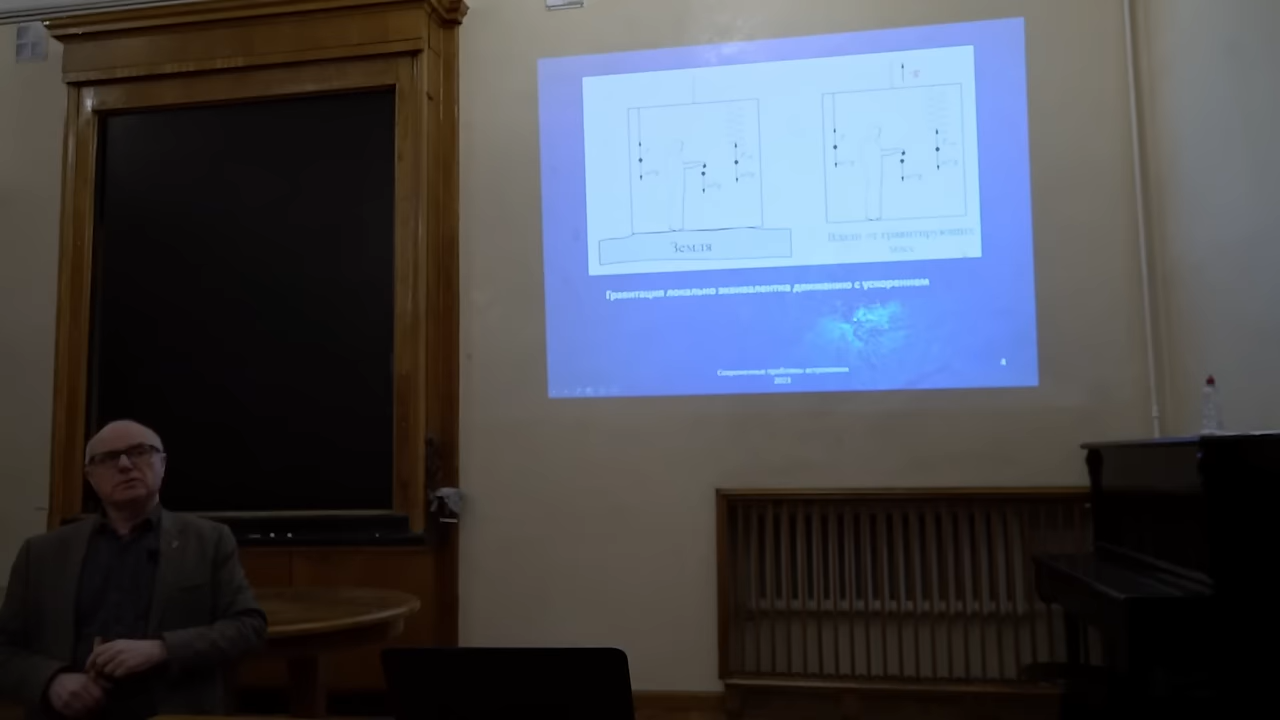 Земля
Вдали от гравитирующих
масс
Гравитация локально эквивалентна движению с ускорением
Современные проблемы астрономии
2023
4